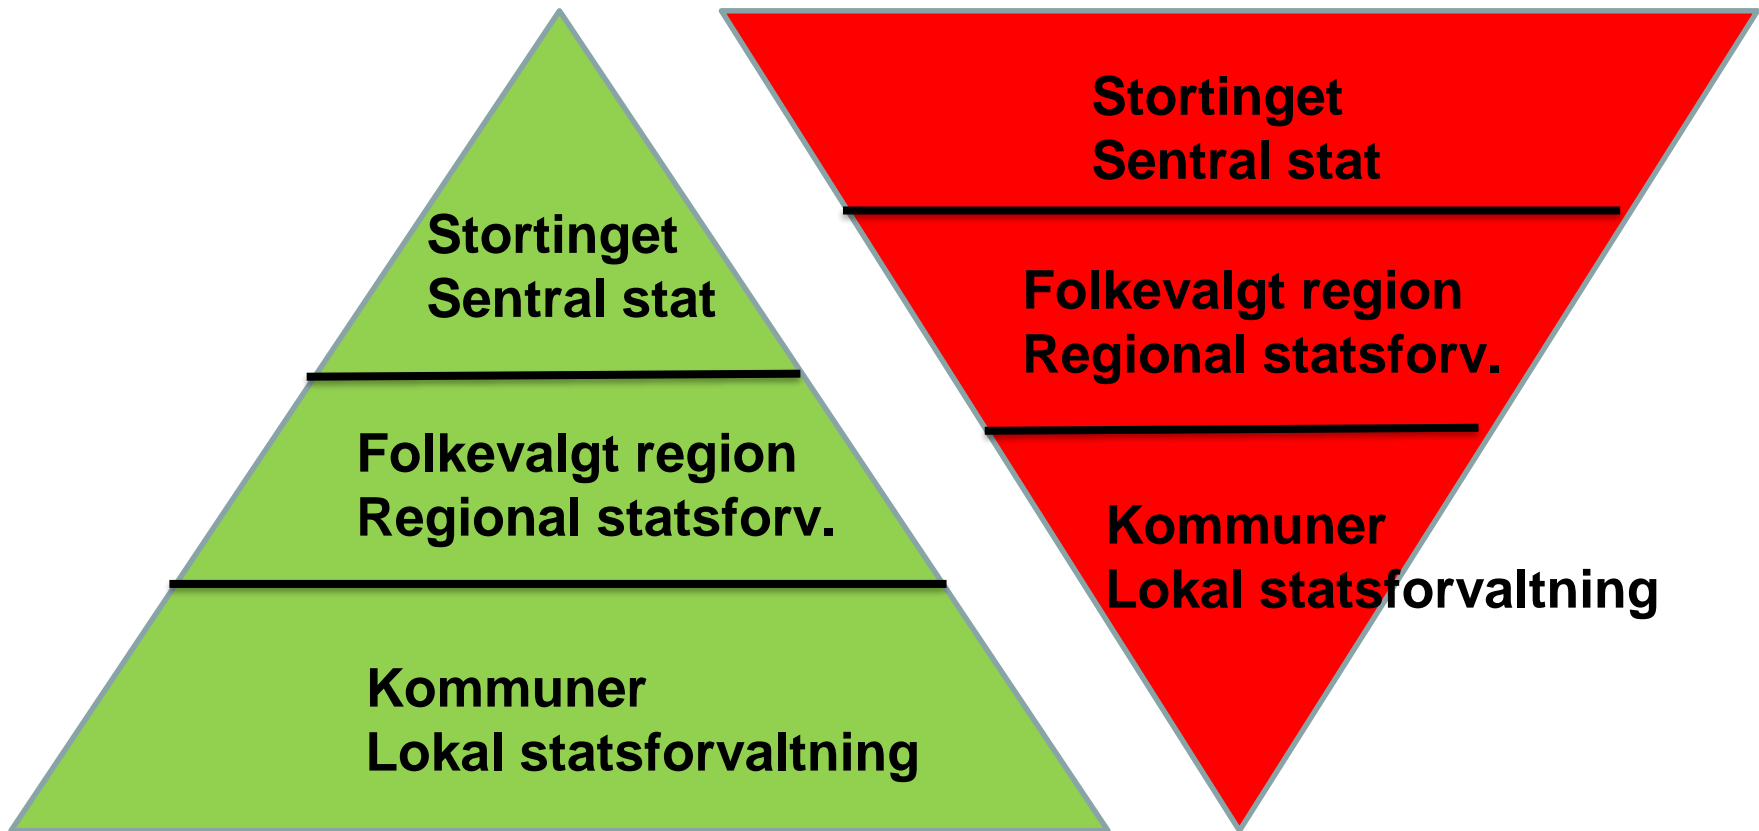 Stortinget
Sentral stat
Folkevalgt region
Regional statsforv.
Kommuner
Lokal statsforvaltning
Stortinget
Sentral stat
Folkevalgt region
Regional statsforv.
Kommuner
Lokal statsforvaltning